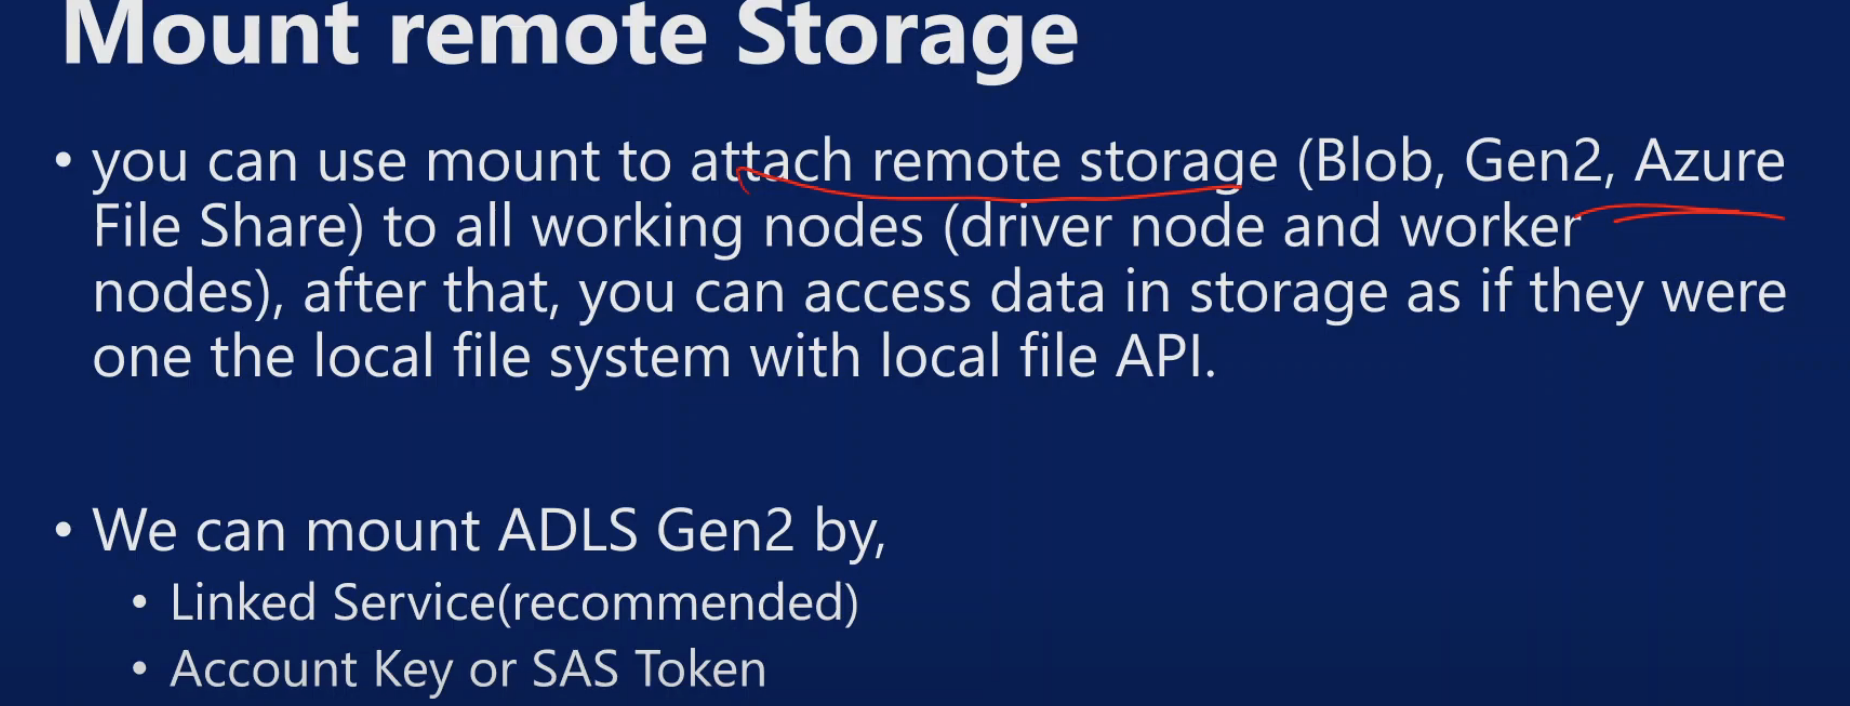 Mount remote Storage
• you can use mount to attach remote storage (Blob, Gen2, Azure
File Share) to all working nodes (driver node and worker
nodes), after that, you can access data in storage as if they were
one the local file system with local file API.
• We can mount ADLS Gen2 by,
• Linked Service(recommended)
• Account Key or SAS Token